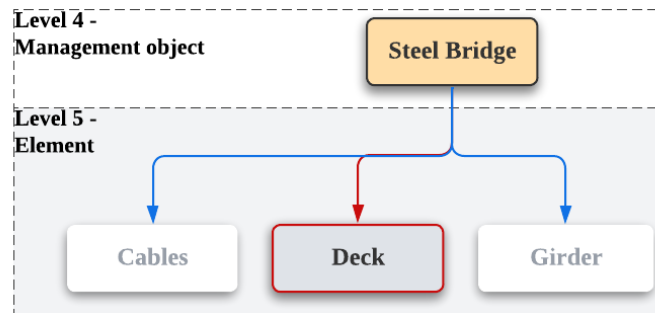 Level 4 -
Management object
Steel Bridge
Level 5 -
Element
Cables
Deck
Girder